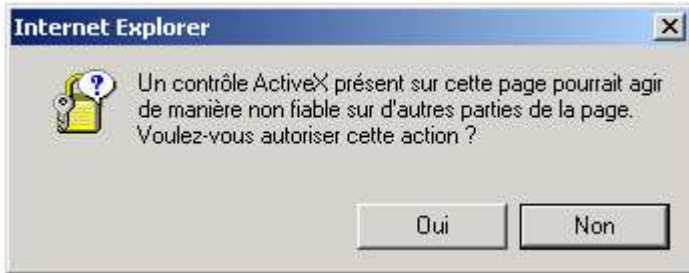 Internet Explorer
Un contrôle ActiveX présent sur cette page pourrait agir
de manière non fiable sur d'autres parties de la page.
Voulez-vous autoriser cette action ?
Oui
Non